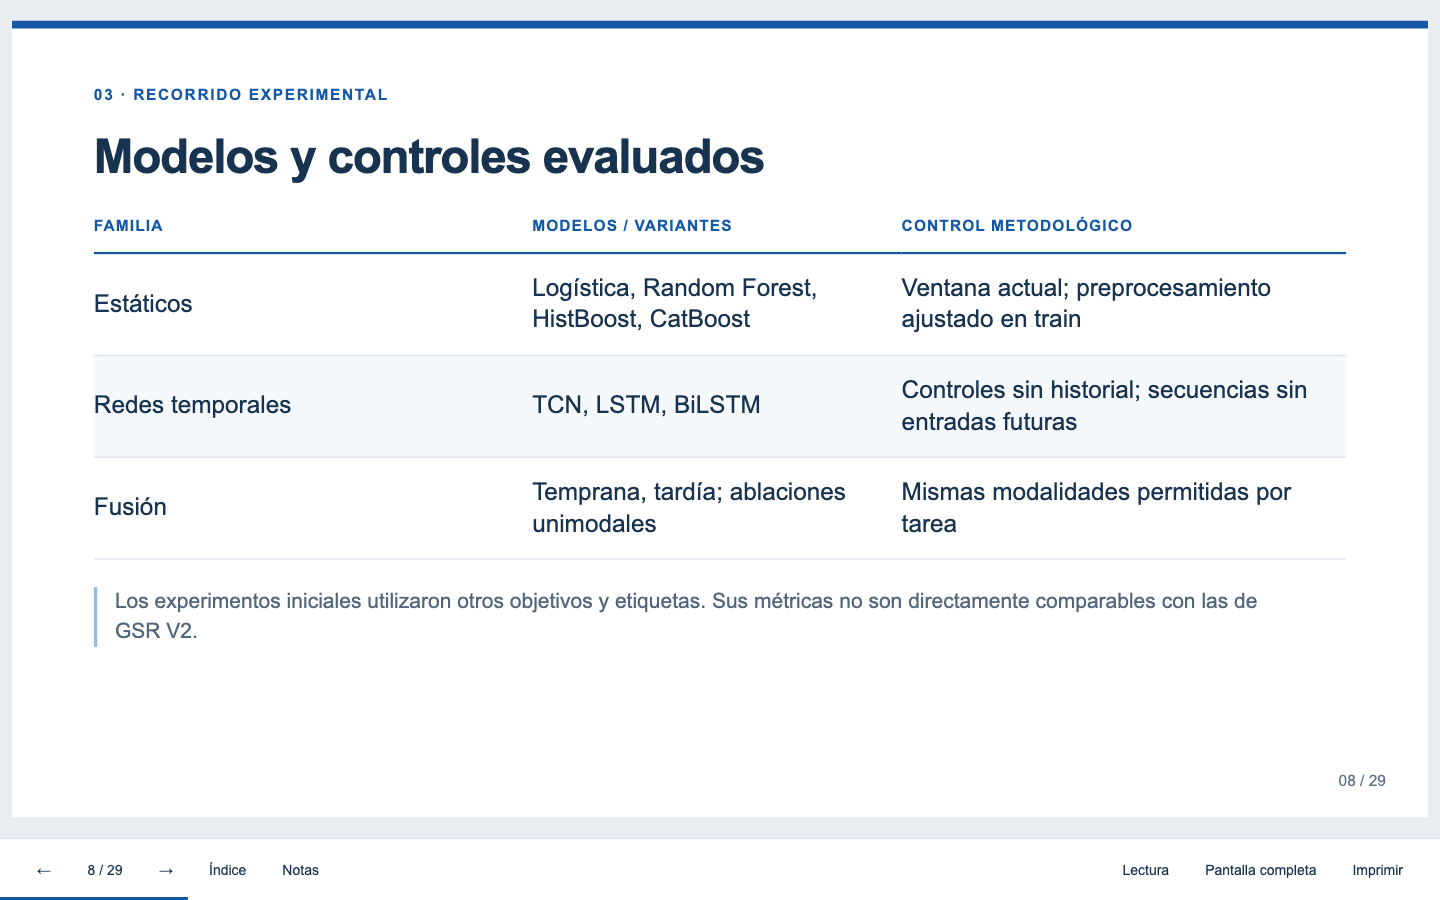 03 · RECORRIDO EXPERIMENTAL
Modelos y controles evaluados
FAMILIA
MODELOS / VARIANTES
CONTROL METODOLÓGICO
Estáticos
Logística, Random Forest,
HistBoost, CatBoost
Ventana actual; preprocesamiento
ajustado en train
Redes temporales
TCN, LSTM, BiLSTM
Controles sin historial; secuencias sin
entradas futuras
Fusión
Temprana, tardía; ablaciones
unimodales
Mismas modalidades permitidas por
tarea
Los experimentos iniciales utilizaron otros objetivos y etiquetas. Sus métricas no son directamente comparables con las de
GSR V2.
08 / 29
← 8 / 29 → Índice Notas Lectura Pantalla completa Imprimir